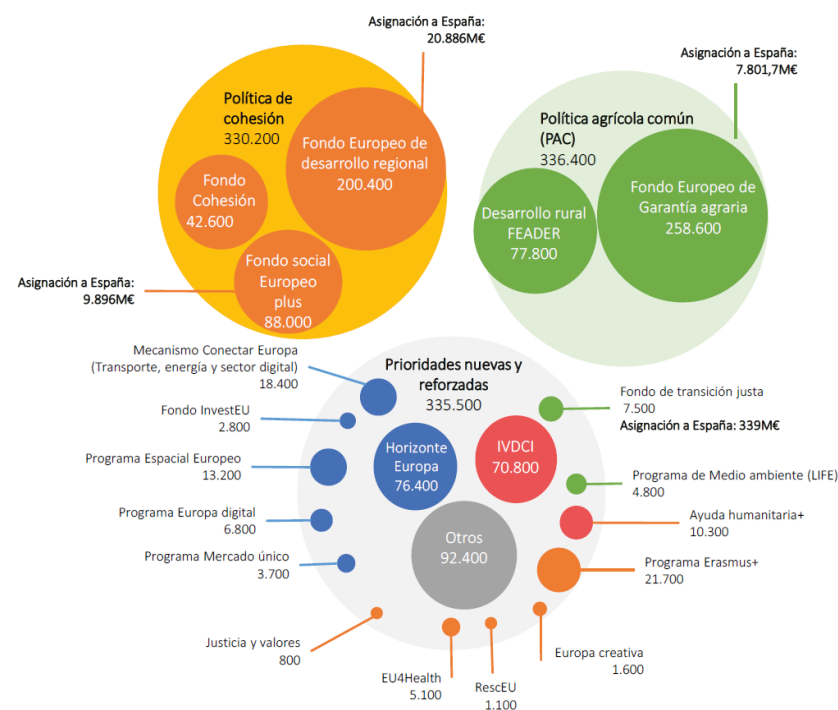 Asignación a España:
20.886M€
Política de
cohesión
330.200
Fondo Europeo de
desarrollo regional
200.400
Fondo
Cohesión
42.600
Fondo social
Europeo
plus
88.000
Asignación a España:
9.896M€
Asignación a España:
7.801,7M€
Política agrícola común
(PAC)
336.400
Fondo Europeo de
Garantía agraria
258.600
Desarrollo rural
FEADER
77.800
Prioridades nuevas y
reforzadas
335.500
Mecanismo Conectar Europa
(Transporte, energía y sector digital)
18.400
Fondo InvestEU
2.800
Programa Espacial Europeo
13.200
Programa Europa digital
6.800
Programa Mercado único
3.700
Horizonte
Europa
76.400
IVDCI
70.800
Otros
92.400
Fondo de transición justa
7.500
Asignación a España: 339M€
Programa de Medio ambiente (LIFE)
4.800
Ayuda humanitaria+
10.300
Programa Erasmus+
21.700
Justicia y valores
800
EU4Health
5.100
RescEU
1.100
Europa creativa
1.600